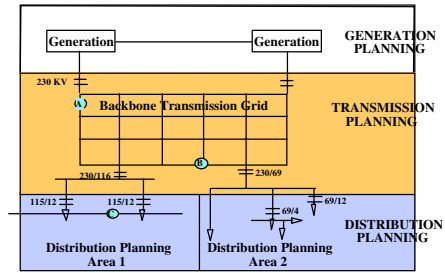 Generation
Generation
GENERATION
PLANNING
230 KV
A
Backbone Transmission Grid
TRANSMISSION
PLANNING
B
230/116
230/69
115/12
115/12
C
69/4
69/12
DISTRIBUTION
PLANNING
Distribution Planning
Area 1
Distribution Planning
Area 2